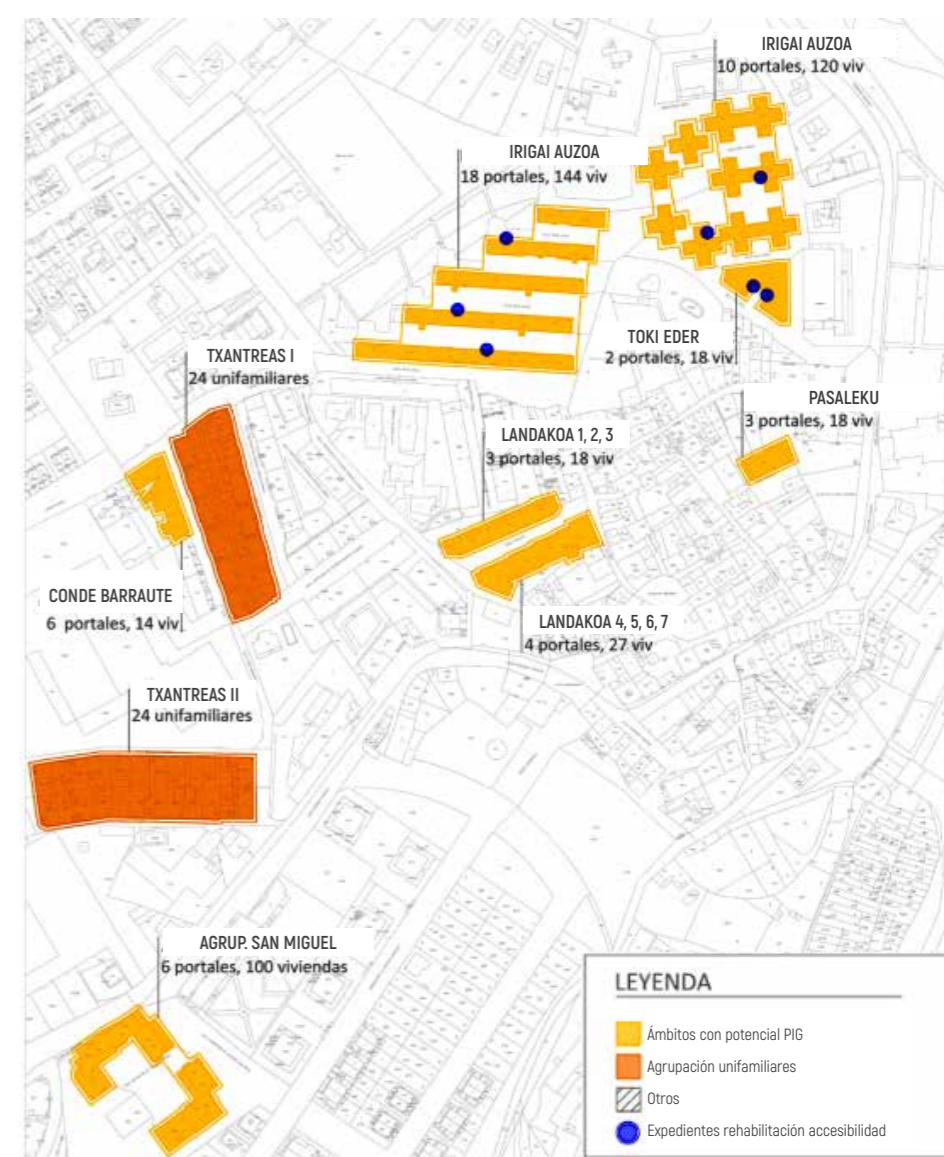 IRIGAI AUZOA
10 portales, 120 viv
IRIGAI AUZOA
18 portales, 144 viv
TOKI EDER
2 portales, 18 viv
TXANTREAS I
24 unifamiliares
PASALEKU
3 portales, 18 viv
LANDAKOA 1, 2, 3
3 portales, 18 viv
CONDE BARRAUTE
6 portales, 14 viv
LANDAKOA 4, 5, 6, 7
4 portales, 27 viv
TXANTREAS II
24 unifamiliares
AGRUP. SAN MIGUEL
6 portales, 100 viviendas
LEYENDA
Ámbitos con potencial PIG
Agrupación unifamiliares
Otros
Expedientes rehabilitación accesibilidad